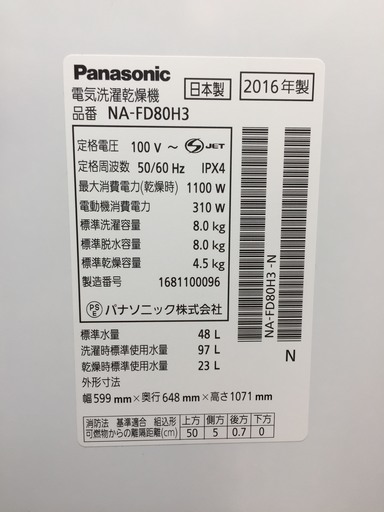 Panasonic 日本製 2016年製
電気洗濯乾燥機
品番 NA-FD80H3
定格電圧 100 V ～ S JET
定格周波数 50/60 Hz IPX4
最大消費電力(乾燥時) 1100 W
電動機消費電力 310 W
標準洗濯容量 8.0 kg
標準脱水容量 8.0 kg
標準乾燥容量 4.5 kg
製造番号 1681100096
PSE パナソニック株式会社
NA-FD80H3 -N
標準水量 48 L
洗濯時標準使用水量 97 L
乾燥時標準使用水量 23 L
N
外形寸法
幅599 mm×奥行648 mm×高さ1071 mm
消防法 基準適合 組込形 上方 側方 後方 下方
可燃物からの離隔距離(cm) 50 5 0.7 0